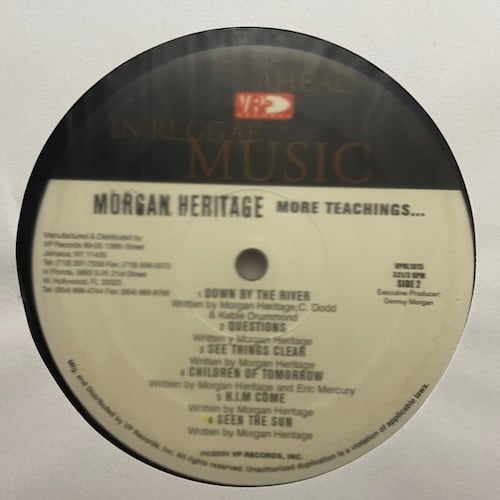 AHEAD
VP
RECORDS
IN REGGAE
MUSIC
MORGAN HERITAGE MORE TEACHINGS...
Manufactured & Distributed by
VP Records 89-05 138th Street
Jamaica, NY 11435
Tel (718) 291-7058 Fax (718) 658-3573
In Florida, 5893 S.W. 21st Street
W. Hollywood, FL 33023
Tel (954) 966-4744 Fax (954) 966-8766
VPRL1615
33 1/3 RPM
SIDE 2
Executive Producer:
Denroy Morgan
1 DOWN BY THE RIVER
Written by Morgan Heritage,C. Dodd
& Keble Drummond
2 QUESTIONS
Written y Morgan Heritage
3 SEE THINGS CLEAR
Written by Morgan Heritage
4 CHILDREN OF TOMORROW
Written by Morgan Heritage and Eric Mercury
5 H.I.M COME
Written by Morgan Heritage
6 SEEN THE SUN
Written by Morgan Heritage
©2001 VP RECORDS, INC.
Mfg. and Distributed by VP Records, Inc. All rights reserved. Unauthorized duplication is a violation of applicable laws.